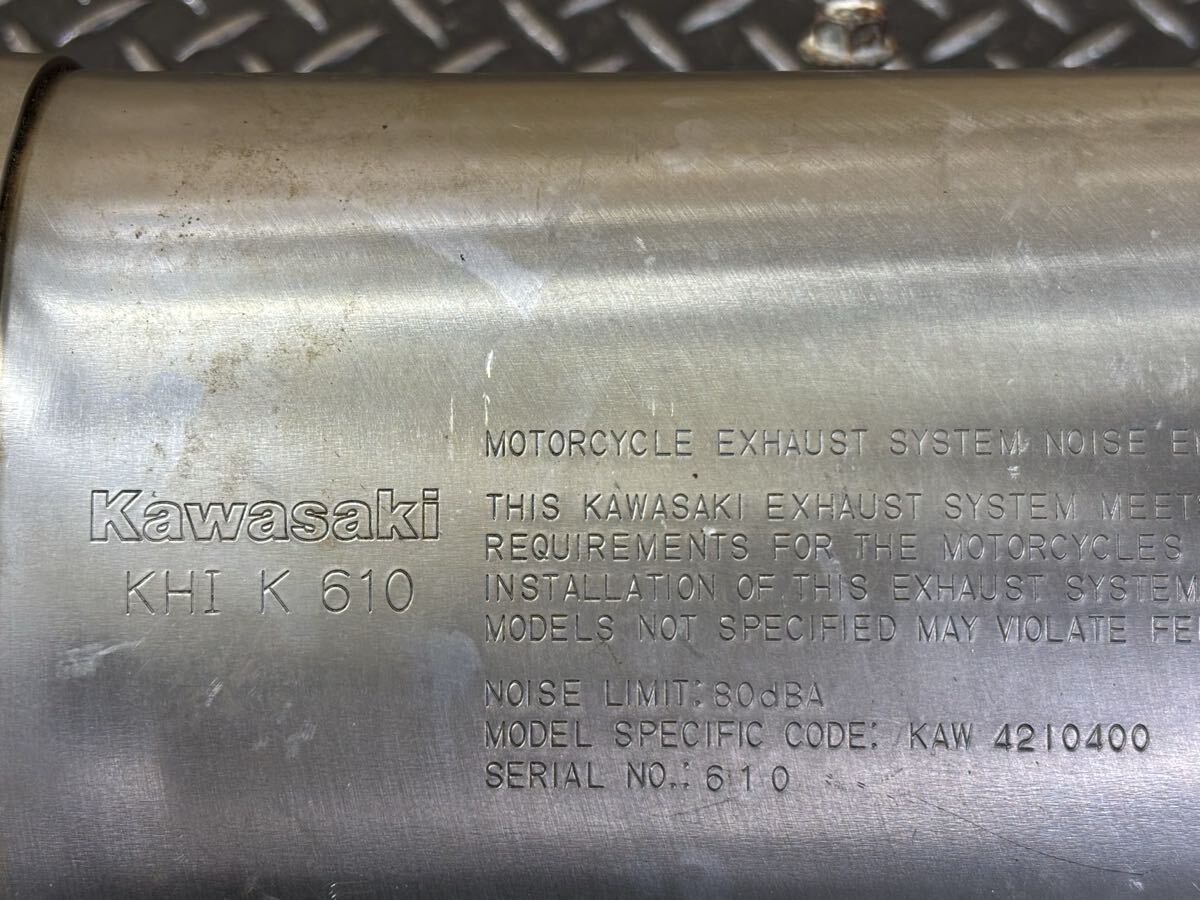 Kawasaki
KHI K 610
MOTORCYCLE EXHAUST SYSTEM NOISE
THIS KAWASAKI EXHAUST SYSTEM MEET
REQUIREMENTS FOR THE MOTORCYCLES
INSTALLATION OF THIS EXHAUST SYSTEM
MODELS NOT SPECIFIED MAY VIOLATE
NOISE LIMIT: 80dBA
MODEL SPECIFIC CODE: KAW 4210400
SERIAL NO.: 610